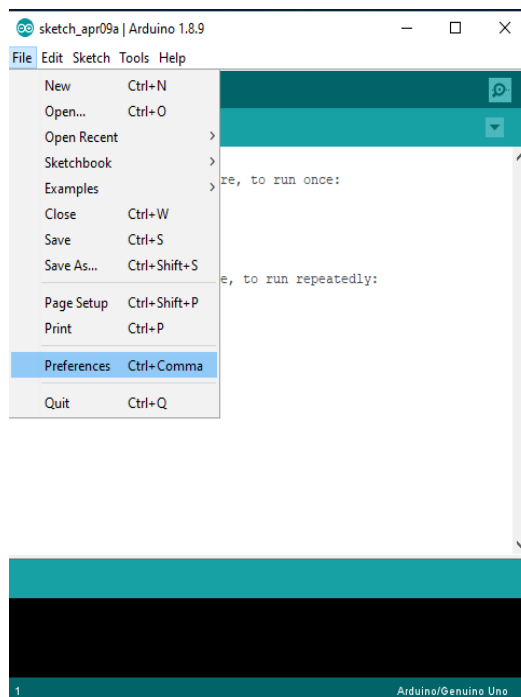 sketch_apr09a | Arduino 1.8.9
File Edit Sketch Tools Help
New Ctrl+N
Open... Ctrl+O
Open Recent
Sketchbook
re, to run once:
Examples
Close Ctrl+W
Save Ctrl+S
Save As... Ctrl+Shift+S
e, to run repeatedly:
Page Setup Ctrl+Shift+P
Print Ctrl+P
Preferences Ctrl+Comma
Quit Ctrl+Q
1 Arduino/Genuino Uno